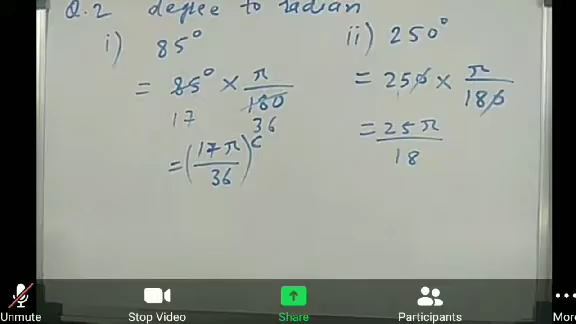 Q.2 degree to radian
i) 85°
= 85° × π/180
17 36
= (17π/36)ᶜ
ii) 250°
= 250 × π/180
= 25π/18
Unmute Stop Video Share Participants More